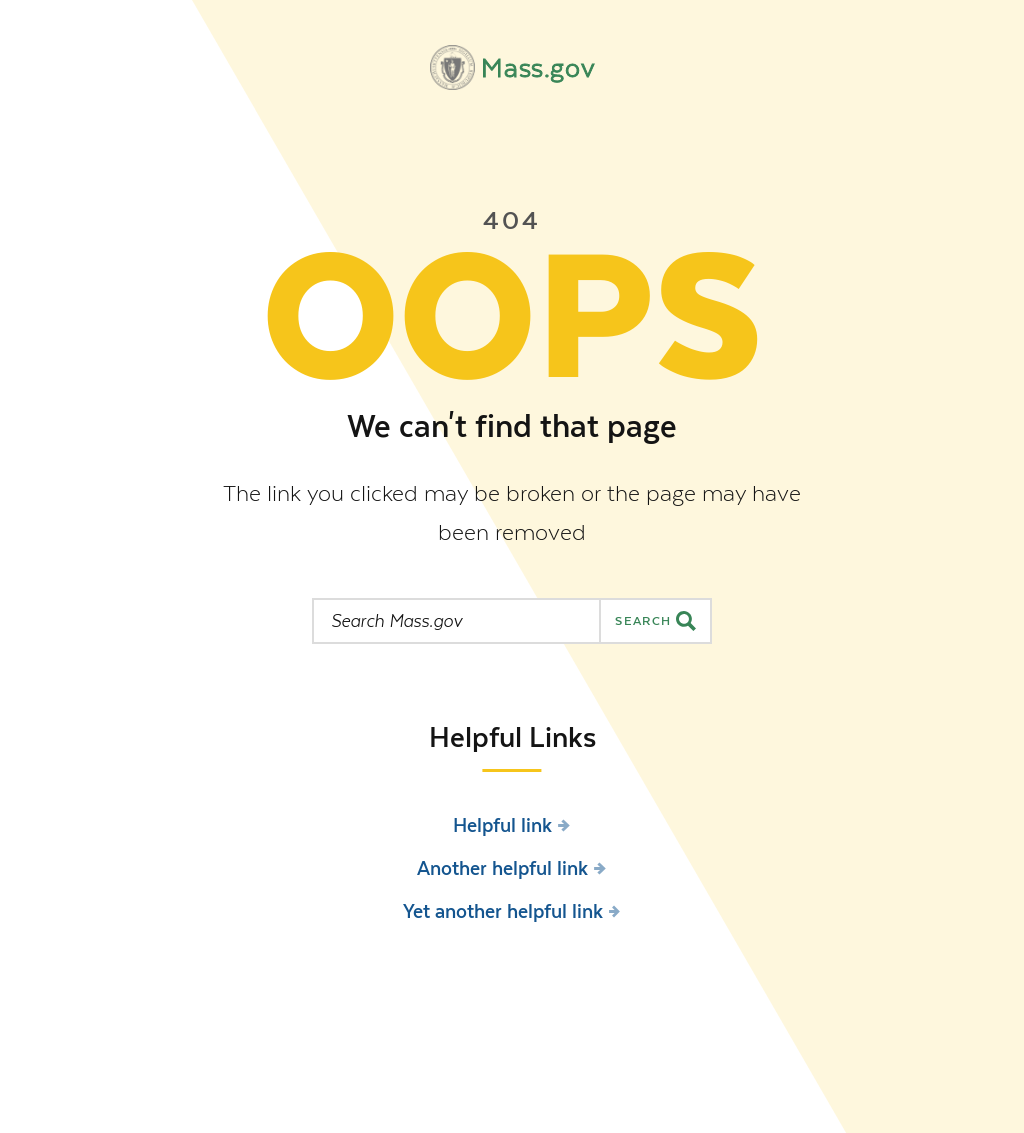 Mass.gov
404
OOPS
We can't find that page
The link you clicked may be broken or the page may have
been removed
Search Mass.gov
SEARCH
Helpful Links
Helpful link
Another helpful link
Yet another helpful link